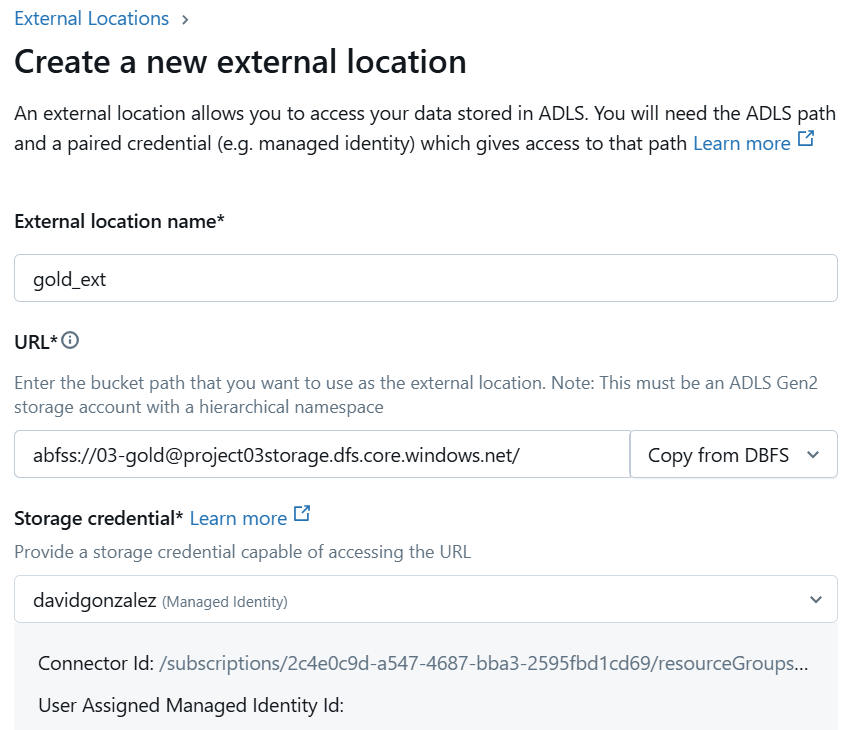 External Locations >
Create a new external location
An external location allows you to access your data stored in ADLS. You will need the ADLS path
and a paired credential (e.g. managed identity) which gives access to that path Learn more
External location name*
gold_ext
URL*
Enter the bucket path that you want to use as the external location. Note: This must be an ADLS Gen2
storage account with a hierarchical namespace
abfss://03-gold@project03storage.dfs.core.windows.net/ Copy from DBFS
Storage credential* Learn more
Provide a storage credential capable of accessing the URL
davidgonzalez (Managed Identity)
Connector Id: /subscriptions/2c4e0c9d-a547-4687-bba3-2595fbd1cd69/resourceGroups...
User Assigned Managed Identity Id: